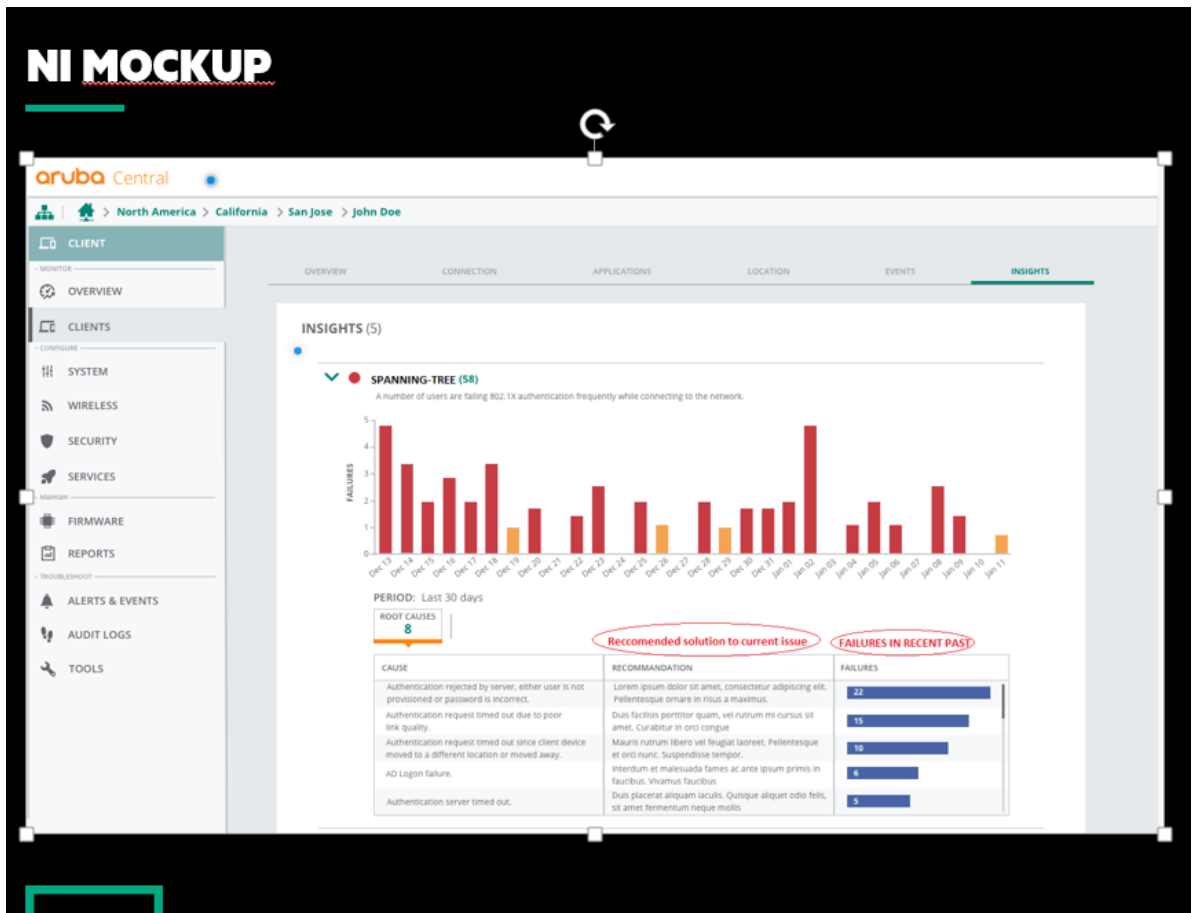 NI MOCKUP
aruba Central
North America > California > San Jose > John Doe
CLIENT
MONITOR
OVERVIEW
CLIENTS
CONFIGURE
SYSTEM
WIRELESS
SECURITY
SERVICES
Maintain
FIRMWARE
REPORTS
TROUBLESHOOT
ALERTS & EVENTS
AUDIT LOGS
TOOLS
OVERVIEW CONNECTION APPLICATIONS LOCATION EVENTS INSIGHTS
INSIGHTS (5)
SPANNING-TREE (58)
A number of users are failing 802.1X authentication frequently while connecting to the network.
FAILURES
5
4
3
2
1
0
Dec 13 Dec 14 Dec 15 Dec 16 Dec 17 Dec 18 Dec 19 Dec 20 Dec 21 Dec 22 Dec 23 Dec 24 Dec 25 Dec 26 Dec 27 Dec 28 Dec 29 Dec 30 Dec 31 Jan 01 Jan 02 Jan 03 Jan 04 Jan 05 Jan 06 Jan 07 Jan 08 Jan 09 Jan 10 Jan 11
PERIOD: Last 30 days
ROOT CAUSES
8
Reccomended solution to current issue
FAILURES IN RECENT PAST
CAUSE RECOMMANDATION FAILURES
Authentication rejected by server, either user is not
provisioned or password is incorrect.
Lorem ipsum dolor sit amet, consectetur adipiscing elit.
Pellentesque ornare in risus a maximus.
22
Authentication request timed out due to poor
link quality.
Duis facilisis porttitor quam, vel rutrum mi cursus sit
amet. Curabitur in orci congue
15
Authentication request timed out since client device
moved to a different location or moved away.
Mauris rutrum libero vel feugiat laoreet. Pellentesque
et orci nunc. Suspendisse tempor.
10
AD Logon failure.
Interdum et malesuada fames ac ante ipsum primis in
faucibus. Vivamus faucibus
6
Authentication server timed out.
Duis placerat aliquam iaculis. Quisque aliquet odio felis,
sit amet fermentum neque mollis
5